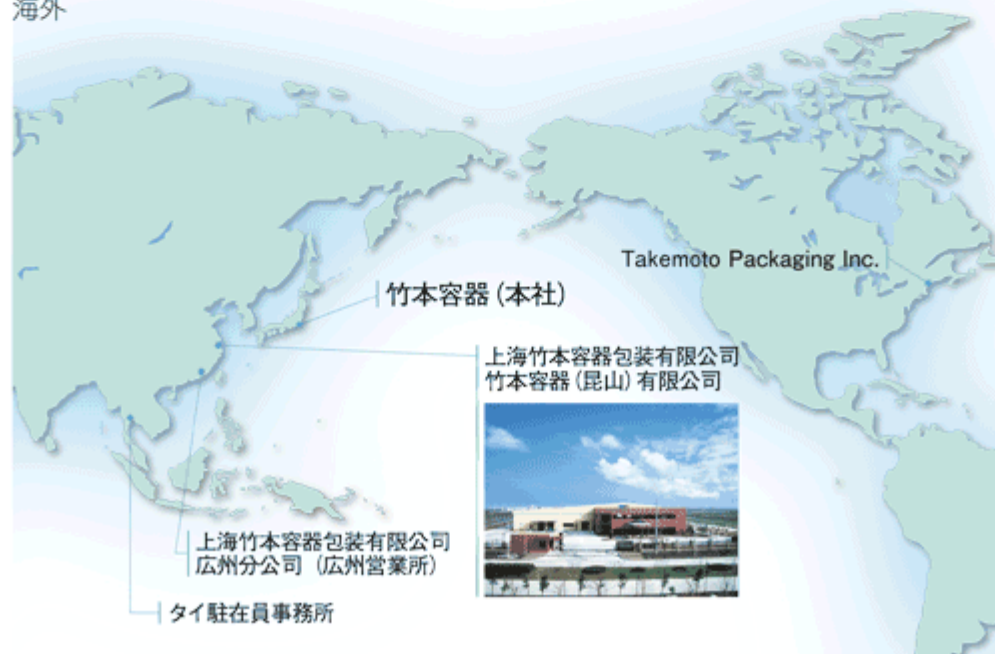 海外
Takemoto Packaging Inc.
竹本容器（本社）
上海竹本容器包装有限公司
竹本容器（昆山）有限公司
上海竹本容器包装有限公司
広州分公司（広州営業所）
タイ駐在員事務所